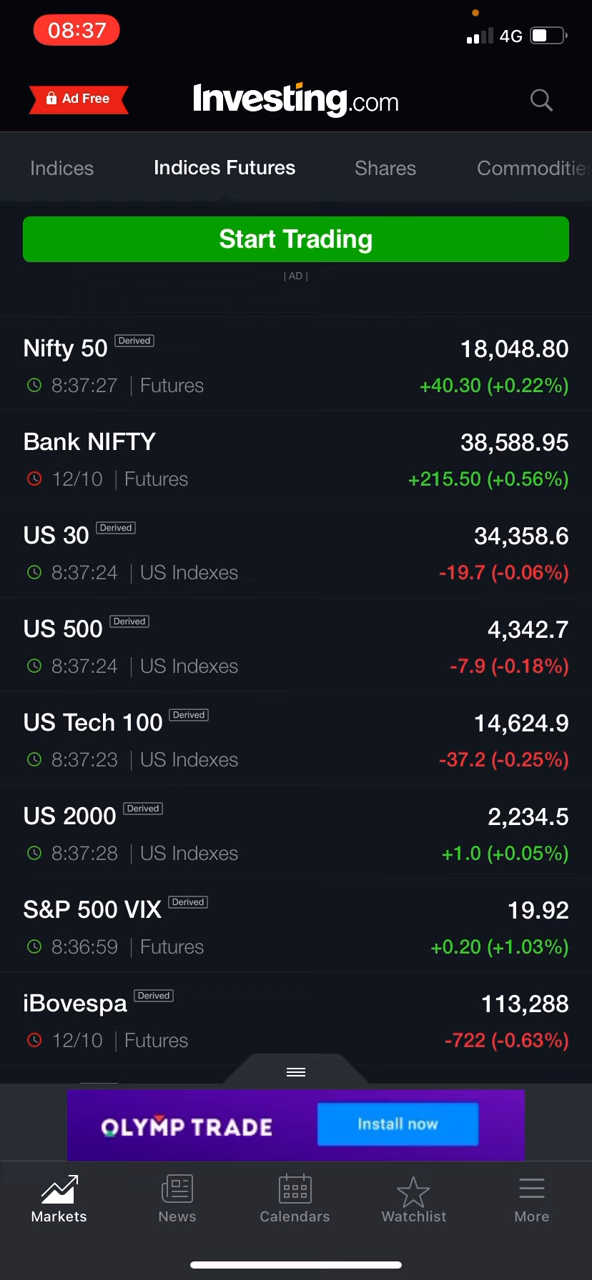 08:37
4G
Ad Free
Investing.com
Indices
Indices Futures
Shares
Commoditie
Start Trading
| AD |
Nifty 50 Derived 18,048.80
8:37:27 | Futures +40.30 (+0.22%)
Bank NIFTY 38,588.95
12/10 | Futures +215.50 (+0.56%)
US 30 Derived 34,358.6
8:37:24 | US Indexes -19.7 (-0.06%)
US 500 Derived 4,342.7
8:37:24 | US Indexes -7.9 (-0.18%)
US Tech 100 Derived 14,624.9
8:37:23 | US Indexes -37.2 (-0.25%)
US 2000 Derived 2,234.5
8:37:28 | US Indexes +1.0 (+0.05%)
S&P 500 VIX Derived 19.92
8:36:59 | Futures +0.20 (+1.03%)
iBovespa Derived 113,288
12/10 | Futures -722 (-0.63%)
OLYMP TRADE
Install now
Markets
News
Calendars
Watchlist
More